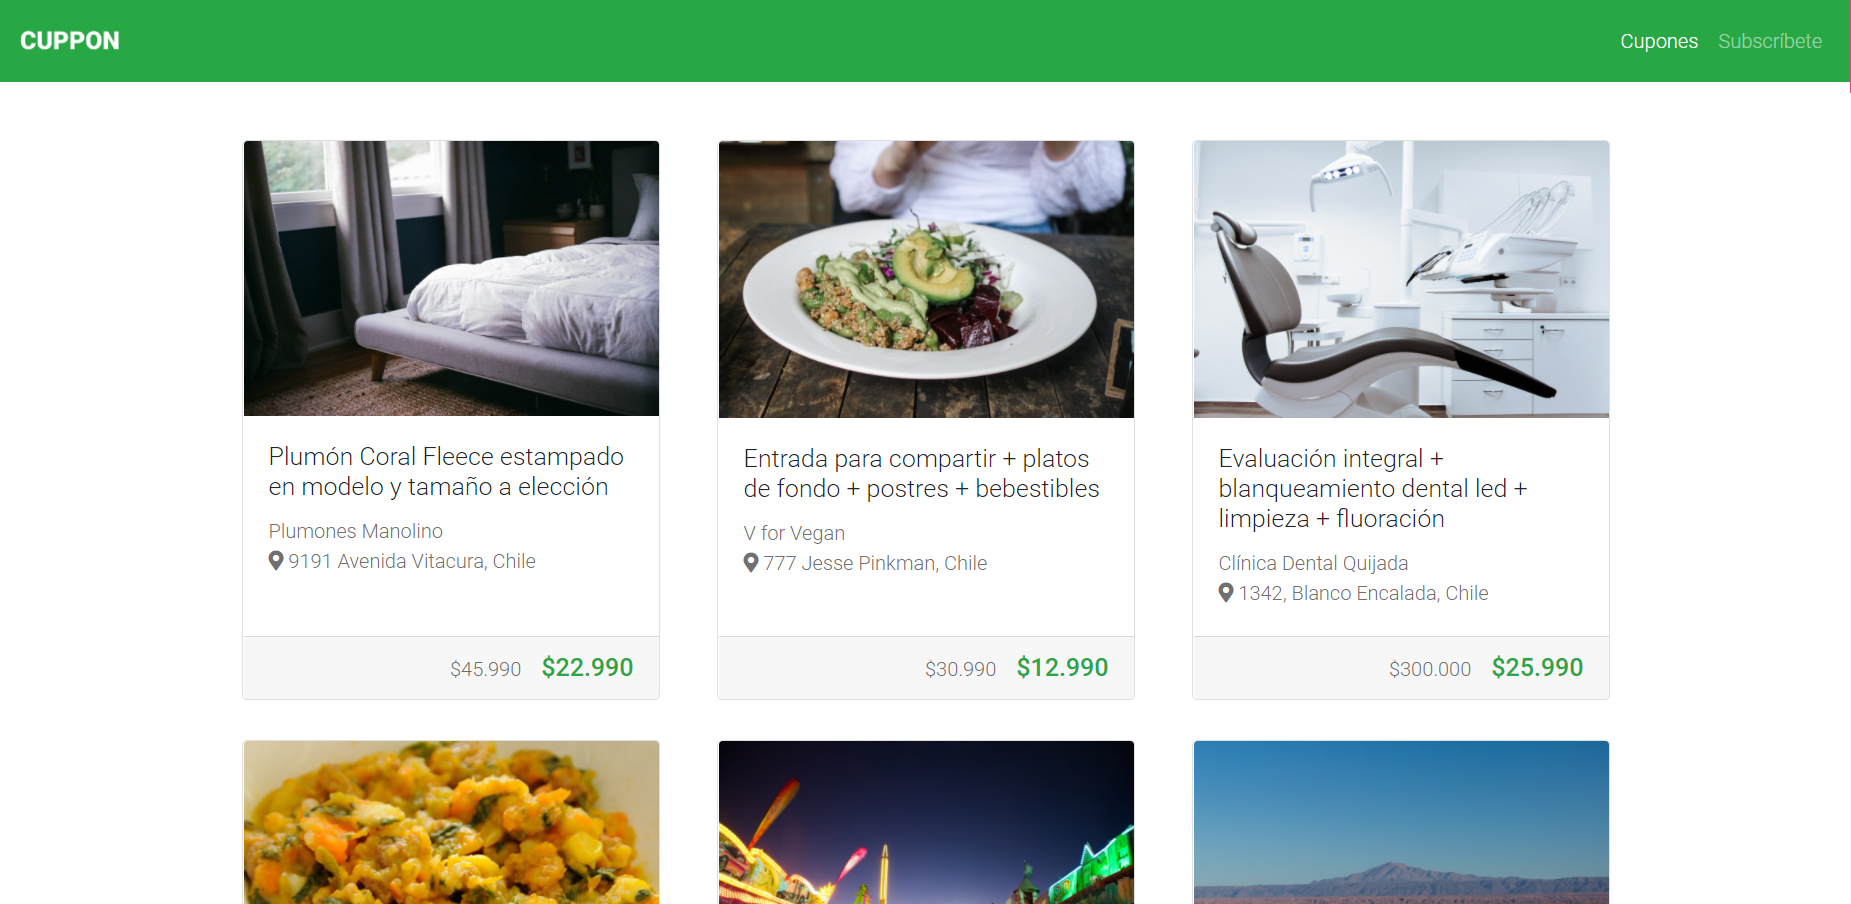 CUPPON
Cupones Subscríbete
Plumón Coral Fleece estampado
en modelo y tamaño a elección
Plumones Manolino
9191 Avenida Vitacura, Chile
$45.990 $22.990
Entrada para compartir + platos
de fondo + postres + bebestibles
V for Vegan
777 Jesse Pinkman, Chile
$30.990 $12.990
Evaluación integral +
blanqueamiento dental led +
limpieza + fluoración
Clínica Dental Quijada
1342, Blanco Encalada, Chile
$300.000 $25.990